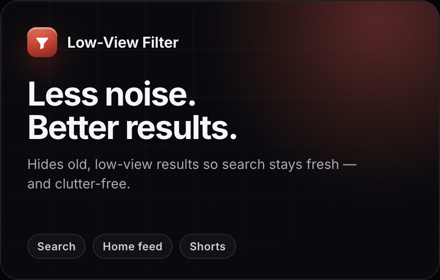 Low-View Filter
Less noise.
Better results.
Hides old, low-view results so search stays fresh —
and clutter-free.
Search
Home feed
Shorts